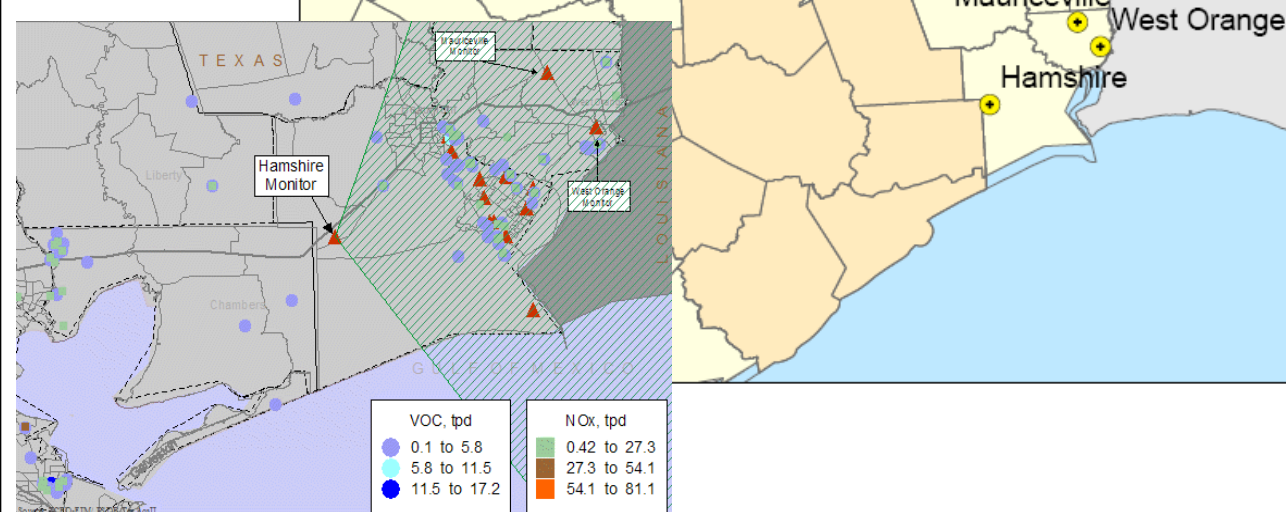 Mauriceville
West Orange
Hamshire
TEXAS
Mauriceville
Monitor
Hamshire
Monitor
Liberty
West Orange
Monitor
LOUISIANA
Chambers
GULF OF MEXICO
Galveston
VOC, tpd
0.1 to 5.8
5.8 to 11.5
11.5 to 17.2
NOx, tpd
0.42 to 27.3
27.3 to 54.1
54.1 to 81.1